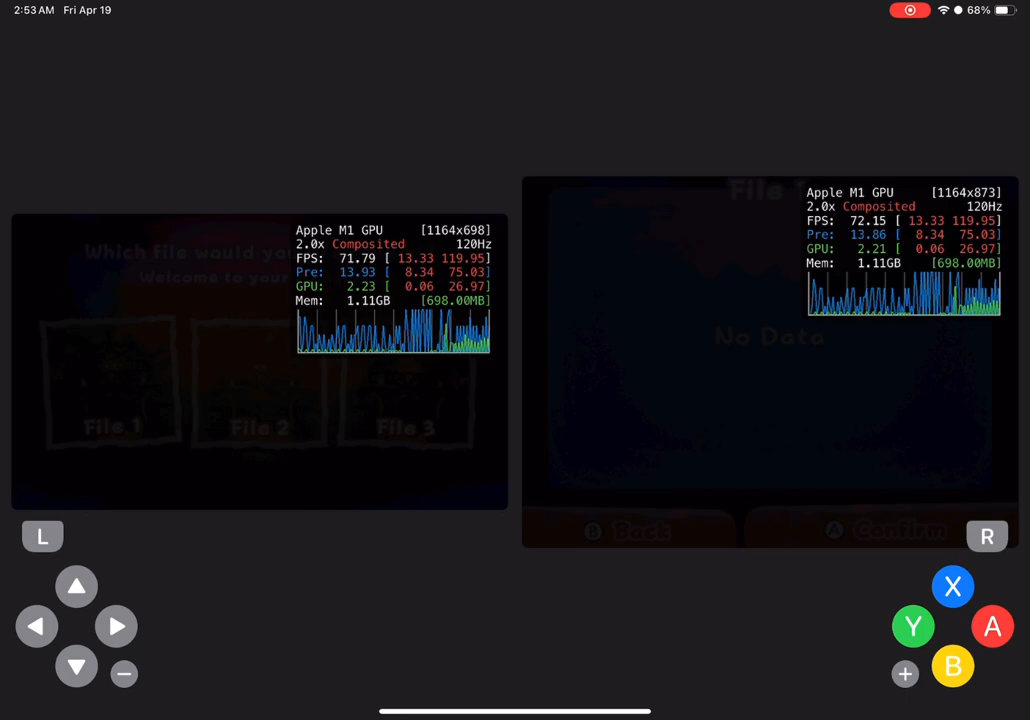 2:53 AM Fri Apr 19
68%
Apple M1 GPU [1164x698]
2.0x Composited 120Hz
FPS: 71.79 [ 13.33 119.95]
Pre: 13.93 [ 8.34 75.03]
GPU: 2.23 [ 0.06 26.97]
Mem: 1.11GB [698.00MB]
Which file would yo
Welcome to your
File 1
File 2
File 3
File
Apple M1 GPU [1164x873]
2.0x Composited 120Hz
FPS: 72.15 [ 13.33 119.95]
Pre: 13.86 [ 8.34 75.03]
GPU: 2.21 [ 0.06 26.97]
Mem: 1.11GB [698.00MB]
No Data
B Back
A Confirm
L
R
X
Y
A
B
−
+